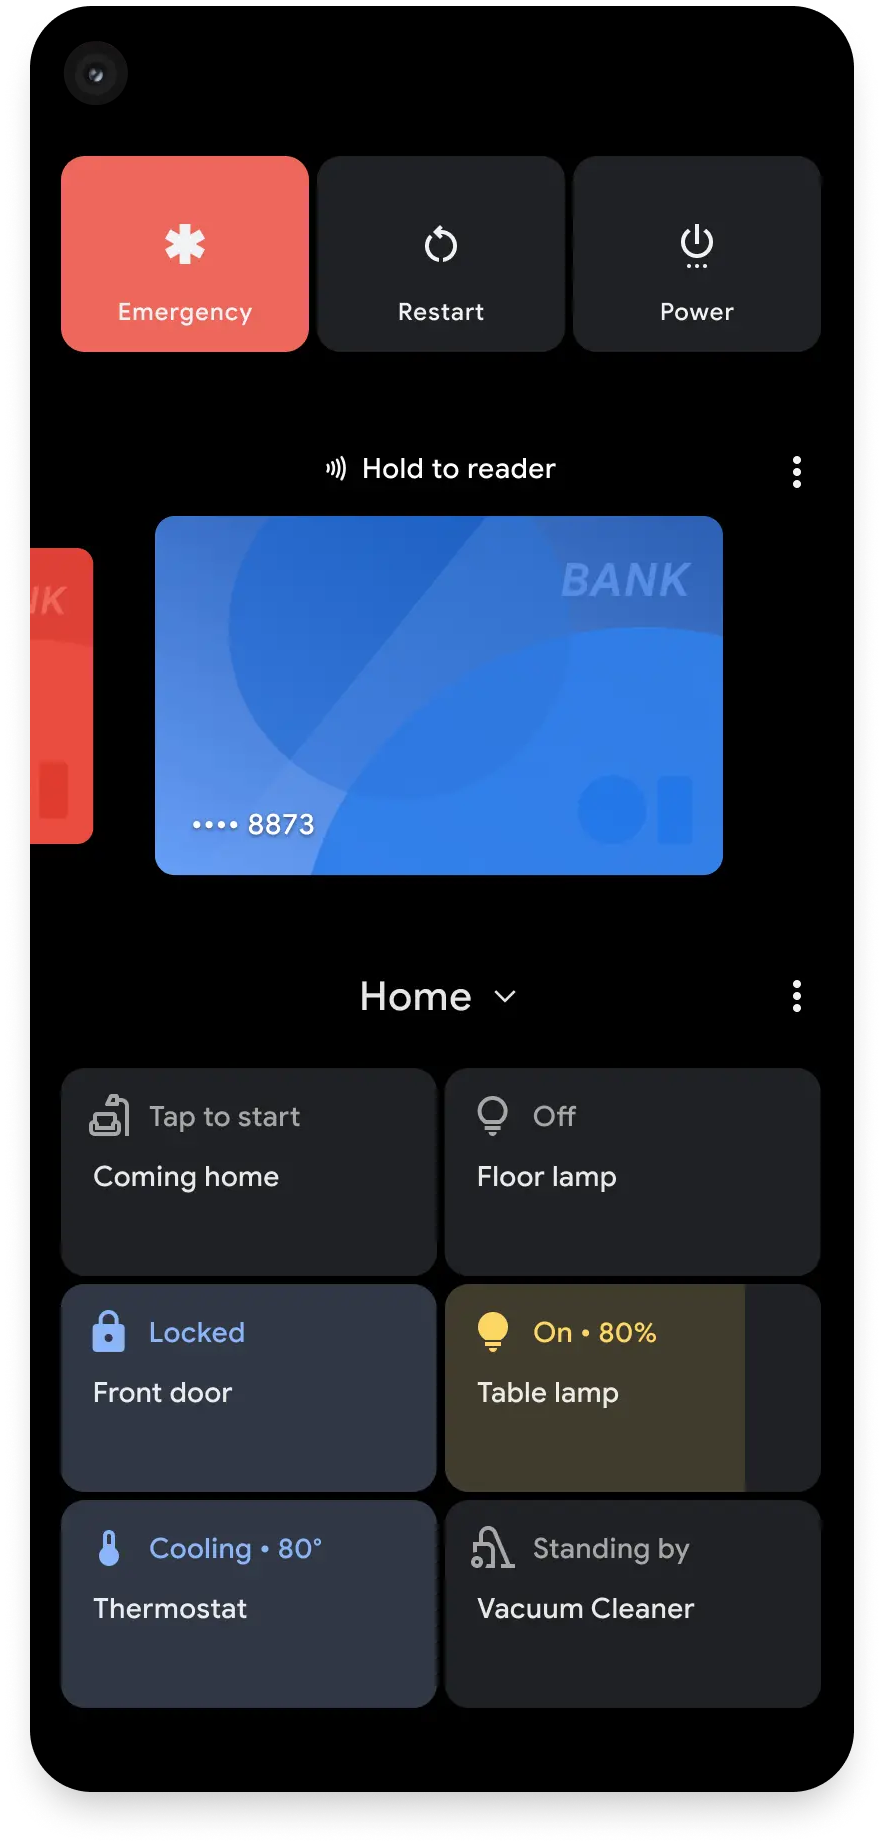 Emergency
Restart
Power
Hold to reader
BANK
NK
•••• 8873
Home
Tap to start
Coming home
Off
Floor lamp
Locked
Front door
On • 80%
Table lamp
Cooling • 80°
Thermostat
Standing by
Vacuum Cleaner